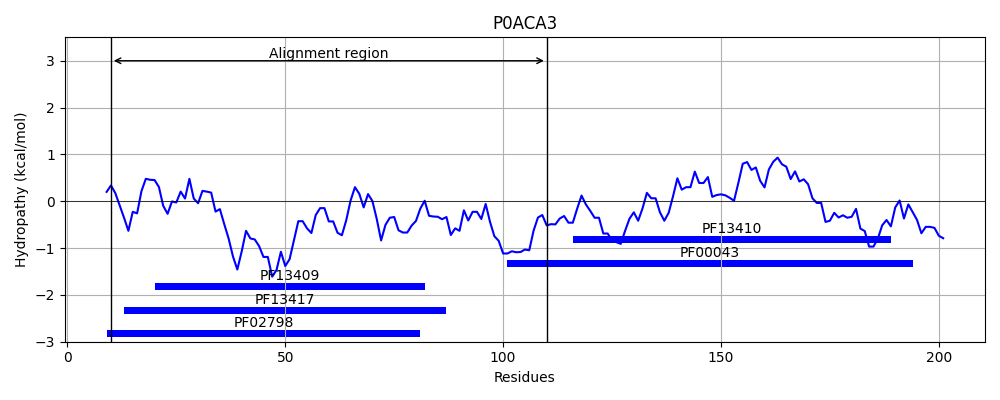 P0ACA3
Alignment region
Hydropathy (kcal/mol)
3
2
1
0
−1
−2
−3
PF13410
PF00043
PF13409
PF13417
PF02798
0 50 100 150 200
Residues